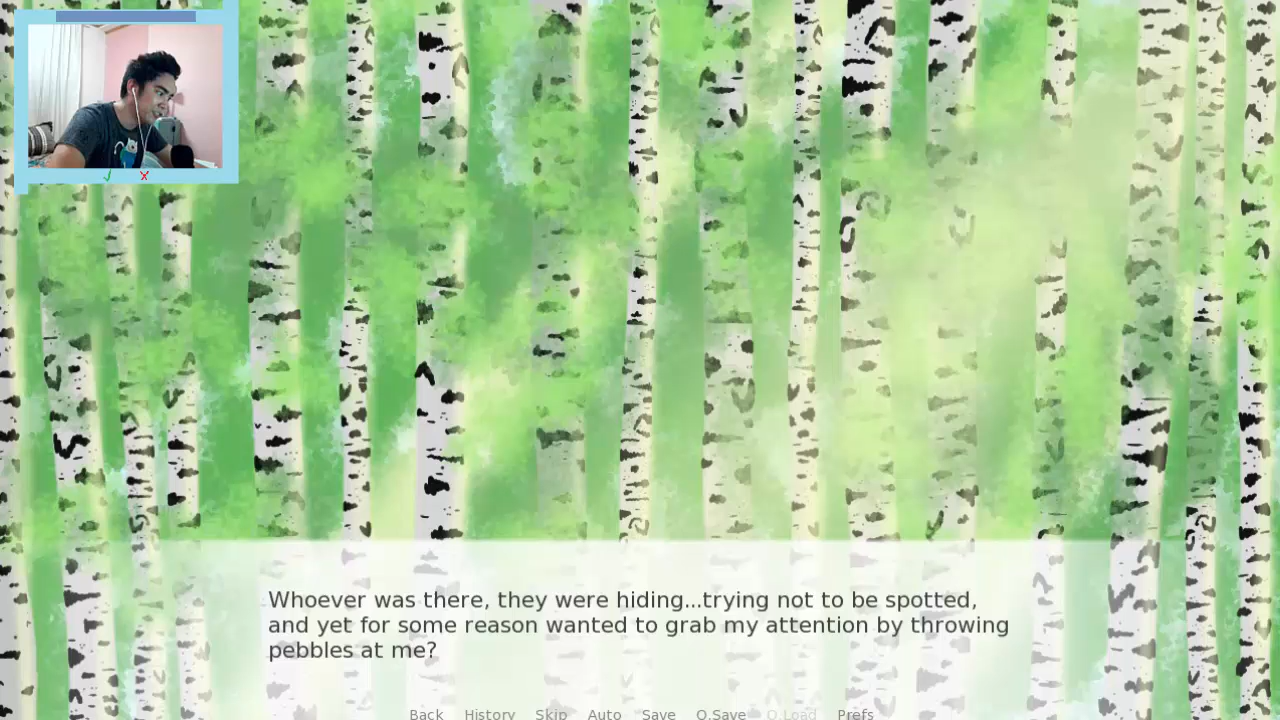 Whoever was there, they were hiding...trying not to be spotted,
and yet for some reason wanted to grab my attention by throwing
pebbles at me?
Back History Skip Auto Save Q.Save Q.Load Prefs